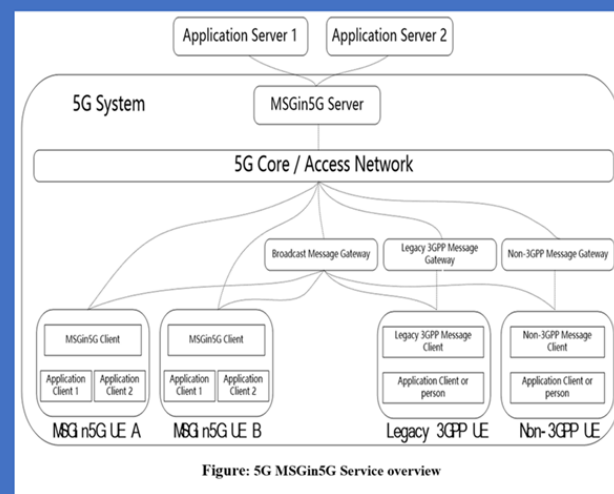 Application Server 1
Application Server 2
5G System
MSGin5G Server
5G Core / Access Network
Broadcast Message Gateway
Legacy 3GPP Message
Gateway
Non-3GPP Message Gateway
MSGin5G Client
Application
Client 1
Application
Client 2
MSGin5G UE A
MSGin5G Client
Application
Client 1
Application
Client 2
MSGin5G UE B
Legacy 3GPP Message
Client
Application Client or
person
Legacy 3GPP UE
Non-3GPP Message
Client
Application Client or
person
Non-3GPP UE
Figure: 5G MSGin5G Service overview